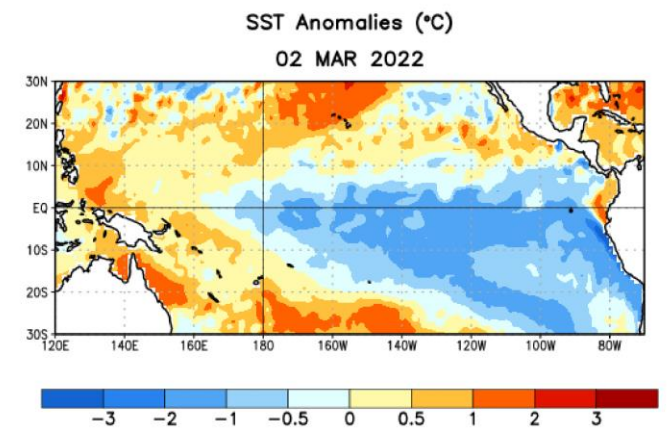 SST Anomalies (°C)
02 MAR 2022
30N
20N
10N
EQ
10S
20S
30S
120E 140E 160E 180 160W 140W 120W 100W 80W
-3 -2 -1 -0.5 0 0.5 1 2 3